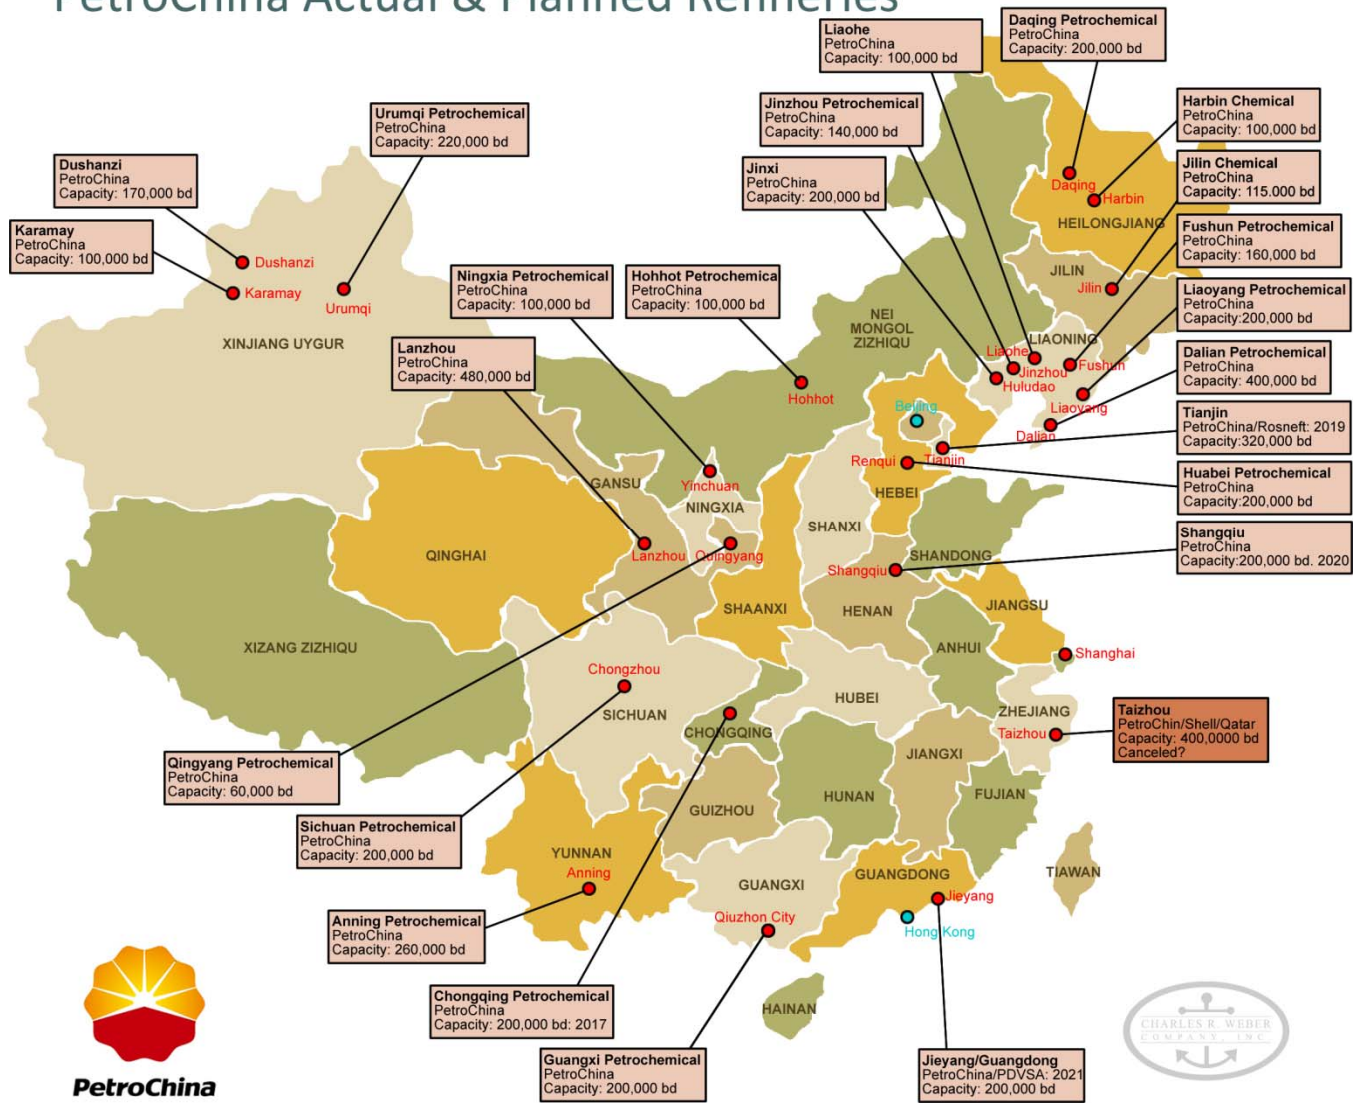 PetroChina Actual & Planned Refineries
Liaohe
PetroChina
Capacity: 100,000 bd
Daqing Petrochemical
PetroChina
Capacity: 200,000 bd
Urumqi Petrochemical
PetroChina
Capacity: 220,000 bd
Jinzhou Petrochemical
PetroChina
Capacity: 140,000 bd
Harbin Chemical
PetroChina
Capacity: 100,000 bd
Dushanzi
PetroChina
Capacity: 170,000 bd
Jinxi
PetroChina
Capacity: 200,000 bd
Jilin Chemical
PetroChina
Capacity: 115.000 bd
Karamay
PetroChina
Capacity: 100,000 bd
Fushun Petrochemical
PetroChina
Capacity: 160,000 bd
Ningxia Petrochemical
PetroChina
Capacity: 100,000 bd
Hohhot Petrochemica
PetroChina
Capacity: 100,000 bd
Liaoyang Petrochemical
PetroChina
Capacity:200,000 bd
Lanzhou
PetroChina
Capacity: 480,000 bd
Dalian Petrochemical
PetroChina
Capacity: 400,000 bd
Tianjin
PetroChina/Rosneft: 2019
Capacity:320,000 bd
Huabei Petrochemical
PetroChina
Capacity:200,000 bd
Shangqiu
PetroChina
Capacity:200,000 bd. 2020
Taizhou
PetroChin/Shell/Qatar
Capacity: 400,0000 bd
Canceled?
Qingyang Petrochemical
PetroChina
Capacity: 60,000 bd
Sichuan Petrochemical
PetroChina
Capacity: 200,000 bd
Anning Petrochemical
PetroChina
Capacity: 260,000 bd
Chongqing Petrochemical
PetroChina
Capacity: 200,000 bd: 2017
Guangxi Petrochemical
PetroChina
Capacity: 200,000 bd
Jieyang/Guangdong
PetroChina/PDVSA: 2021
Capacity: 200,000 bd
Daqing
Harbin
HEILONGJIANG
Dushanzi
Karamay
Urumqi
XINJIANG UYGUR
JILIN
Jilin
NEI
MONGOL
ZIZHIQU
LIAONING
Liaohe
Jinzhou
Huludao
Fushun
Liaoyang
Dalian
Hohhot
Beijing
Tianjin
Renqui
HEBEI
Yinchuan
GANSU
NINGXIA
SHANXI
QINGHAI
Lanzhou
Quingyang
SHANDONG
Shangqiu
SHAANXI
HENAN
JIANGSU
XIZANG ZIZHIQU
ANHUI
Shanghai
Chongzhou
SICHUAN
HUBEI
ZHEJIANG
Taizhou
CHONGQING
JIANGXI
GUIZHOU
HUNAN
FUJIAN
YUNNAN
Anning
GUANGXI
GUANGDONG
TIAWAN
Jieyang
Qiuzhon City
Hong Kong
HAINAN
PetroChina
CHARLES R. WEBER
COMPANY, INC.